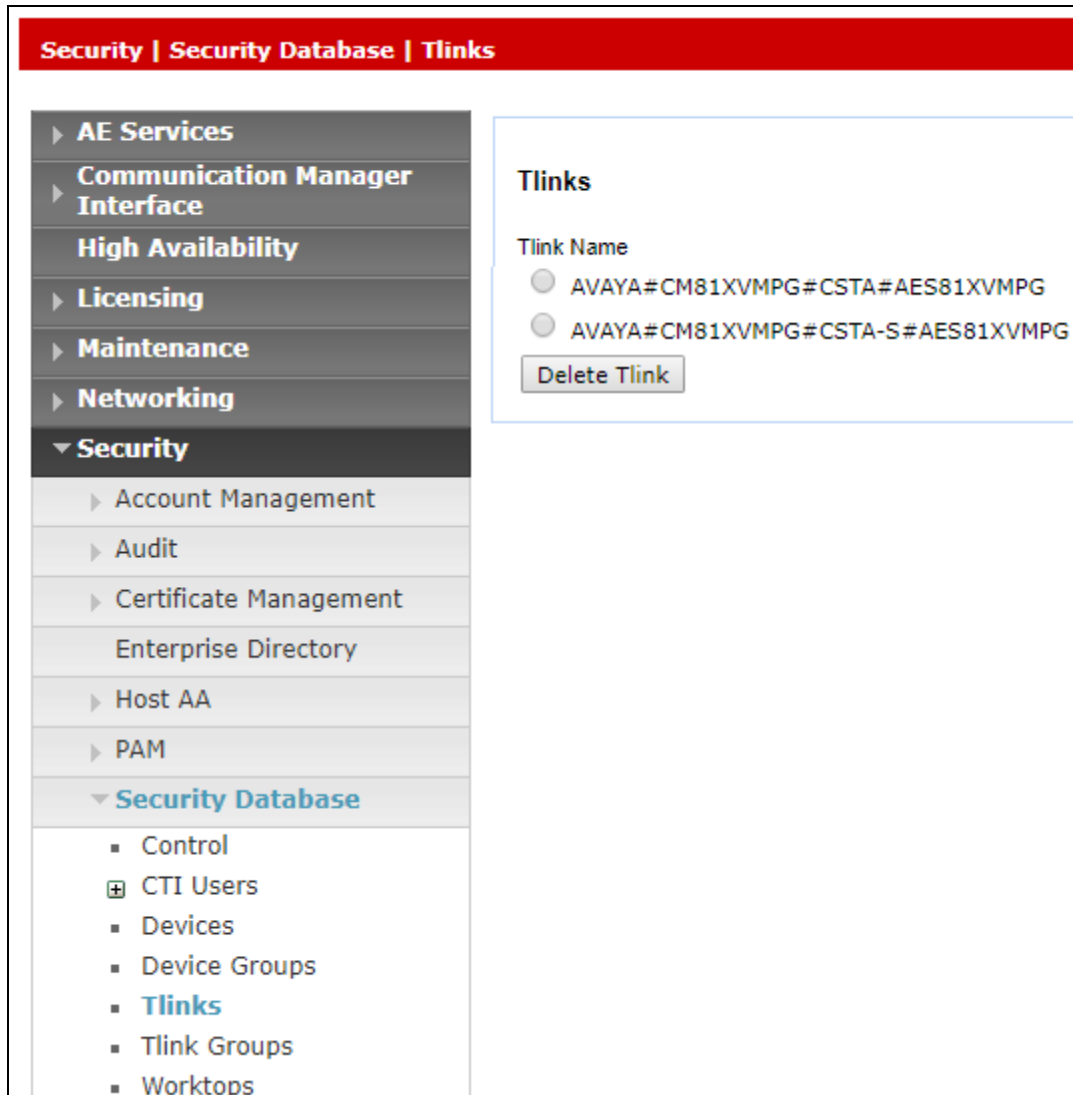 Security | Security Database | Tlinks
AE Services
Communication Manager
Interface
High Availability
Licensing
Maintenance
Networking
Security
Account Management
Audit
Certificate Management
Enterprise Directory
Host AA
PAM
Security Database
Control
CTI Users
Devices
Device Groups
Tlinks
Tlink Groups
Worktops
Tlinks
Tlink Name
AVAYA#CM81XVMPG#CSTA#AES81XVMPG
AVAYA#CM81XVMPG#CSTA-S#AES81XVMPG
Delete Tlink